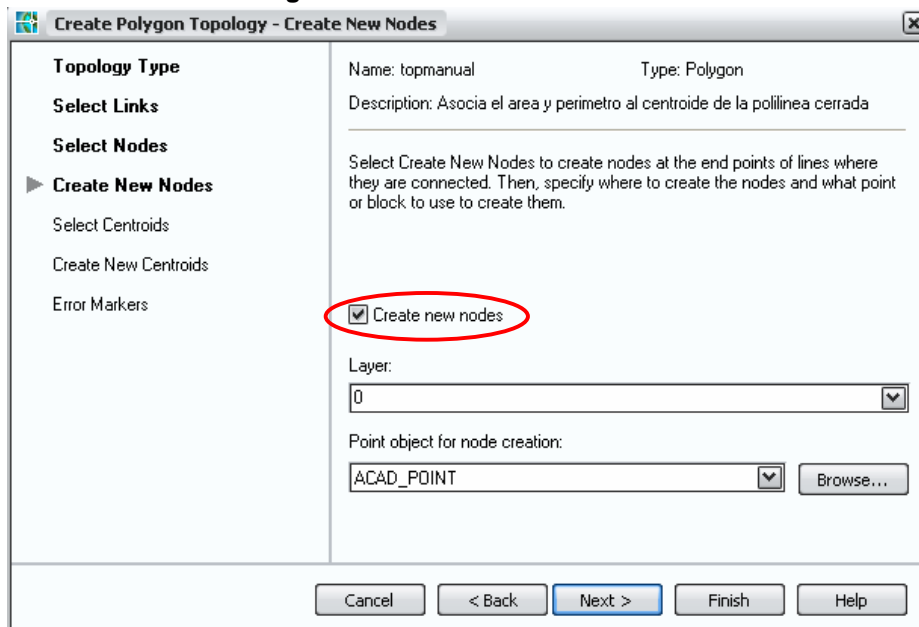 Create Polygon Topology - Create New Nodes
Topology Type
Select Links
Select Nodes
Create New Nodes
Select Centroids
Create New Centroids
Error Markers
Name: topmanual Type: Polygon
Description: Asocia el area y perimetro al centroide de la polilinea cerrada
Select Create New Nodes to create nodes at the end points of lines where
they are connected. Then, specify where to create the nodes and what point
or block to use to create them.
Create new nodes
Layer:
0
Point object for node creation:
ACAD_POINT
Browse...
Cancel
< Back
Next >
Finish
Help